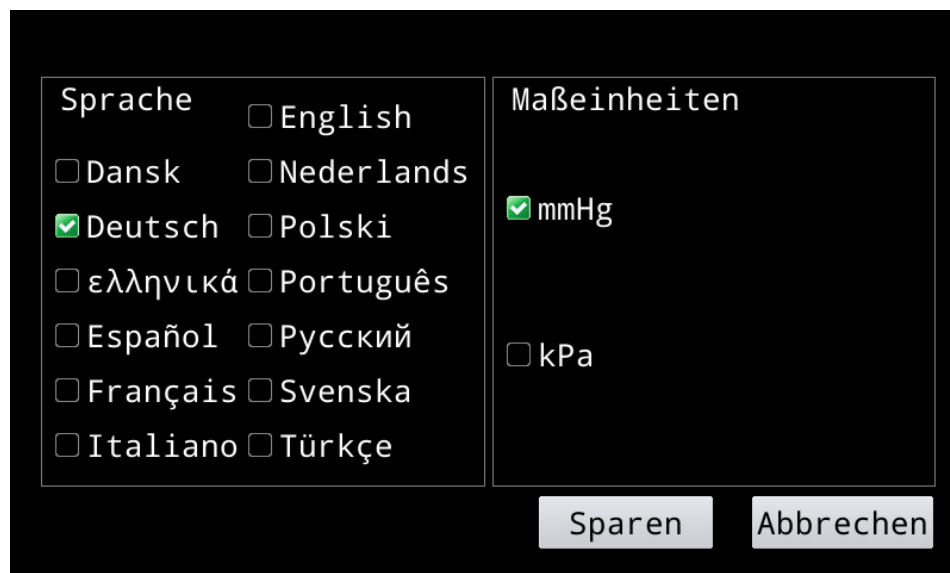 Sprache
English
Dansk
Nederlands
Deutsch
Polski
ελληνικά
Português
Español
Русский
Français
Svenska
Italiano
Türkçe
Maßeinheiten
mmHg
kPa
Sparen
Abbrechen